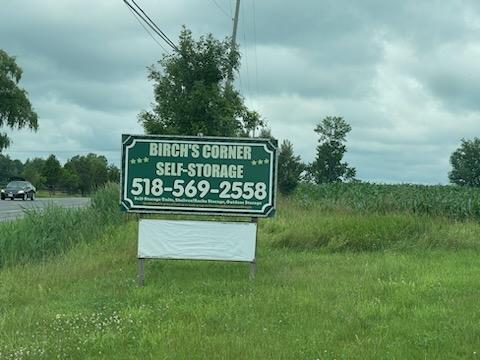 BIRCH'S CORNER
SELF-STORAGE
518-569-2558
Self-Storage Units, Shelves/Racks Storage, Outdoor Storage